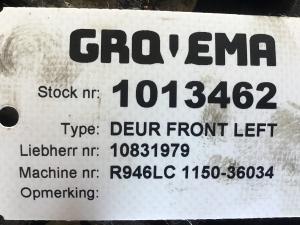 GROVEMA
Stock nr: 1013462
Type: DEUR FRONT LEFT
Liebherr nr: 10831979
Machine nr: R946LC 1150-36034
Opmerking: